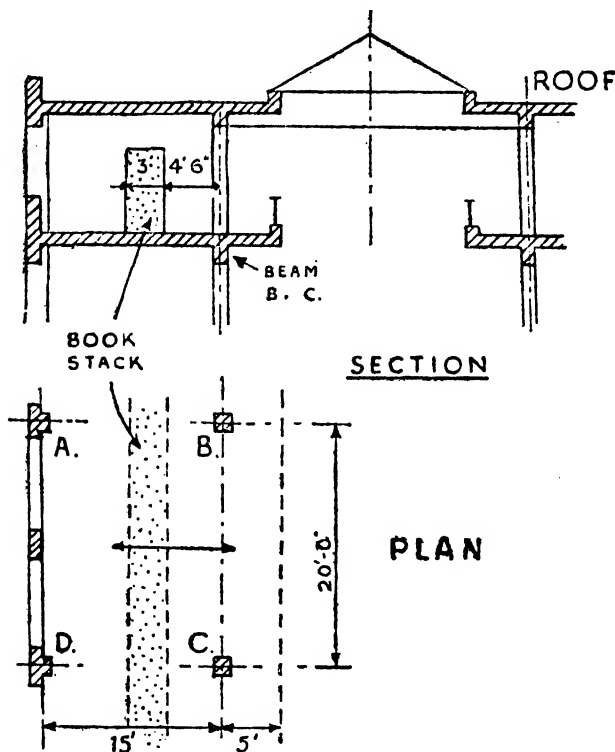 ROOF
3' 4'6"
BEAM
B. C.
BOOK
STACK
SECTION
A. B.
20'-0"
PLAN
D. C.
15' 5'